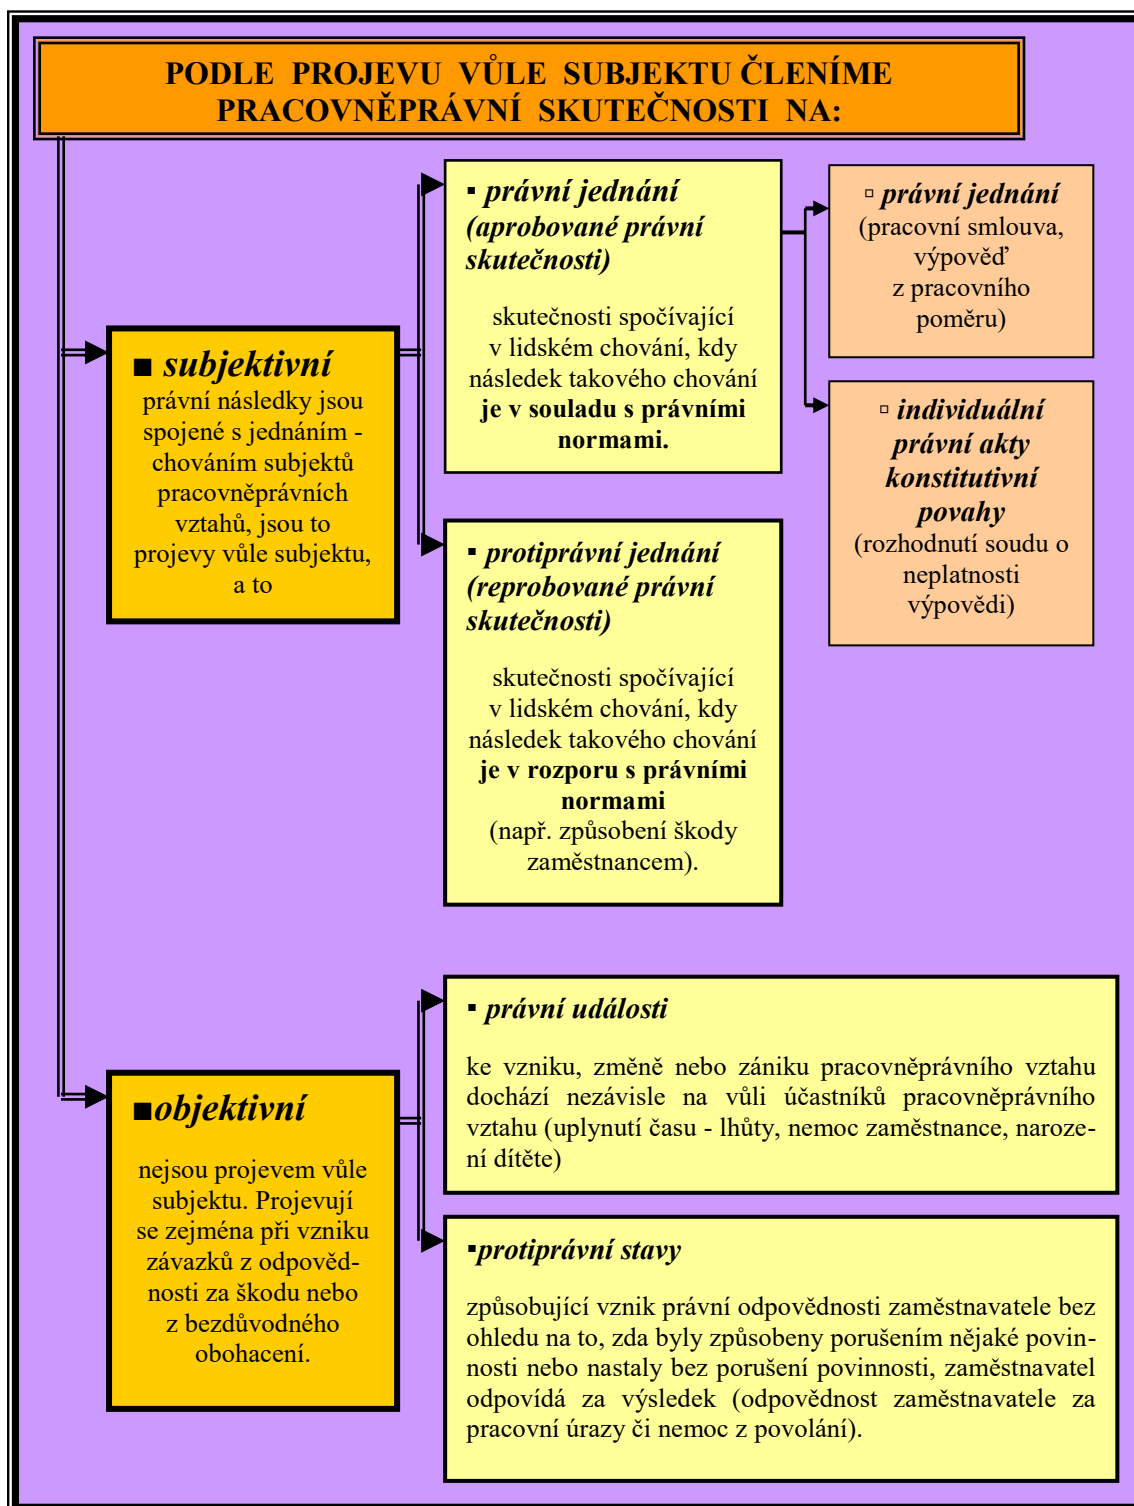 PODLE PROJEVU VŮLE SUBJEKTU ČLENÍME
PRACOVNĚPRÁVNÍ SKUTEČNOSTI NA:
■ subjektivní
právní následky jsou
spojené s jednáním -
chováním subjektů
pracovněprávních
vztahů, jsou to
projevy vůle subjektu,
a to
▪ právní jednání
(aprobované právní
skutečnosti)
skutečnosti spočívající
v lidském chování, kdy
následek takového chování
je v souladu s právními
normami.
▫ právní jednání
(pracovní smlouva,
výpověď
z pracovního
poměru)
▫ individuální
právní akty
konstitutivní
povahy
(rozhodnutí soudu o
neplatnosti
výpovědi)
▪ protiprávní jednání
(reprobované právní
skutečnosti)
skutečnosti spočívající
v lidském chování, kdy
následek takového chování
je v rozporu s právními
normami
(např. způsobení škody
zaměstnancem).
■objektivní
nejsou projevem vůle
subjektu. Projevují
se zejména při vzniku
závazků z odpověd-
nosti za škodu nebo
z bezdůvodného
obohacení.
▪ právní události
ke vzniku, změně nebo zániku pracovněprávního vztahu
dochází nezávisle na vůli účastníků pracovněprávního
vztahu (uplynutí času - lhůty, nemoc zaměstnance, naroze-
ní dítěte)
▪protiprávní stavy
způsobující vznik právní odpovědnosti zaměstnavatele bez
ohledu na to, zda byly způsobeny porušením nějaké povin-
nosti nebo nastaly bez porušení povinnosti, zaměstnavatel
odpovídá za výsledek (odpovědnost zaměstnavatele za
pracovní úrazy či nemoc z povolání).